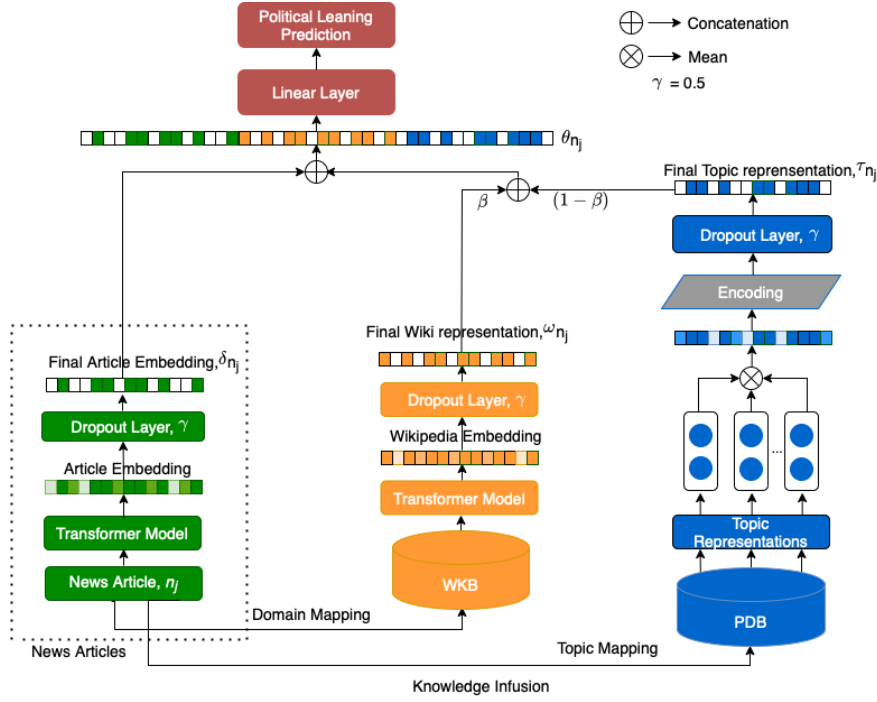 Political Leaning
Prediction
Concatenation
Mean
γ = 0.5
Linear Layer
θnj
Final Topic reprensentation,τnj
β
(1 − β)
Dropout Layer, γ
Encoding
Final Wiki representation,ωnj
Final Article Embedding,δnj
Dropout Layer, γ
Dropout Layer, γ
Wikipedia Embedding
Article Embedding
...
Transformer Model
Transformer Model
Topic
Representations
News Article, nj
WKB
PDB
Domain Mapping
News Articles
Topic Mapping
Knowledge Infusion